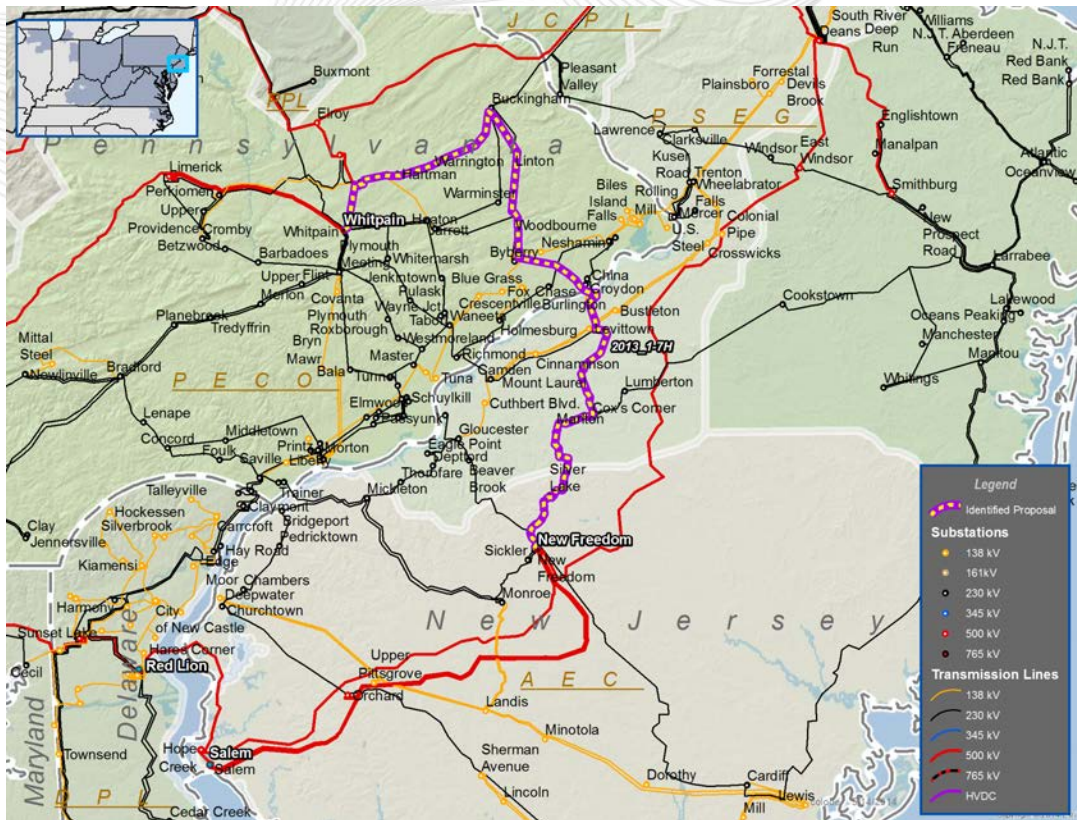 J C P L
South River
Deans
Deep
Run
Williams
N.J.T. Aberdeen
Freneau
N.J.T.
Red Bank
Red Bank
Buxmont
Pleasant
Valley
Buckingham
Forrestal
Plainsboro
Devils
Brook
PPL
Elroy
P S E G
Lawrence
Clarksville
Englishtown
Pennsylvania
Warrington
Hartman
Linton
Windsor
East
Windsor
Manalpan
Atlantic
Oceanview
Limerick
Kuser
Road
Trenton
Wheelabrator
Perkiomen
Warminster
Biles
Island
Falls
Rolling
Mill
Falls
Mercer
Smithburg
Upper
Providence
Cromby
Whitpain
Whitpain
Heaton
Jarrett
Woodbourne
U.S.
Steel
Colonial
Pipe
New
Prospect
Road
Betzwood
Barbadoes
Plymouth
Meeting
Whitemarsh
Neshaminy
Byberry
Crosswicks
Larrabee
Upper
Merion
Flint
Jenkintown
Blue Grass
China
Croydon
Covanta
Plymouth
Pulaski
Fox Chase
Crescentville
Burlington
Cookstown
Lakewood
Planebrook
Tredyffrin
Wayne Jct
Roxborough
Tabor
Waneeta
Holmesburg
Bustleton
Levittown
Oceans Peaking
Mittal
Steel
Bryn
Mawr
Westmoreland
2013_1-7H
Manchester
Master
Richmond
Camden
Cinnaminson
Manitou
Newlinville
Bradford
Bala
Tunnel
Tuna
Mount Laurel
Lumberton
Whitings
P E C O
Elmwood
Schuylkill
Cuthbert Blvd.
Cox's Corner
Lenape
Middletown
Passyunk
Marlton
Concord
Printz
Morton
Gloucester
Foulk
Saville
Liberty
Eagle Point
Deptford
Thorofare
Beaver
Brook
Silver
Lake
Trainer
Talleyville
Claymont
Mickleton
Hockessen
Silverbrook
Carrcroft
Bridgeport
Pedricktown
Clay
Jennersville
Hay Road
Edge
New Freedom
Sickler
New
Freedom
Kiamensi
Moor
Chambers
Deepwater
Monroe
Harmony
City
of New Castle
Churchtown
New Jersey
Sunset Lake
Hares Corner
Upper
Pittsgrove
Cecil
Red Lion
Orchard
A E C
Landis
Maryland
Delaware
Minotola
Hope
Creek
Salem
Salem
Townsend
Sherman
Avenue
Dorothy
Cardiff
Lewis
Mill
D P L
Cedar Creek
Lincoln
Legend
Identified Proposal
Substations
138 kV
161kV
230 kV
345 kV
500 kV
765 kV
Transmission Lines
138 kV
230 kV
345 kV
500 kV
765 kV
HVDC